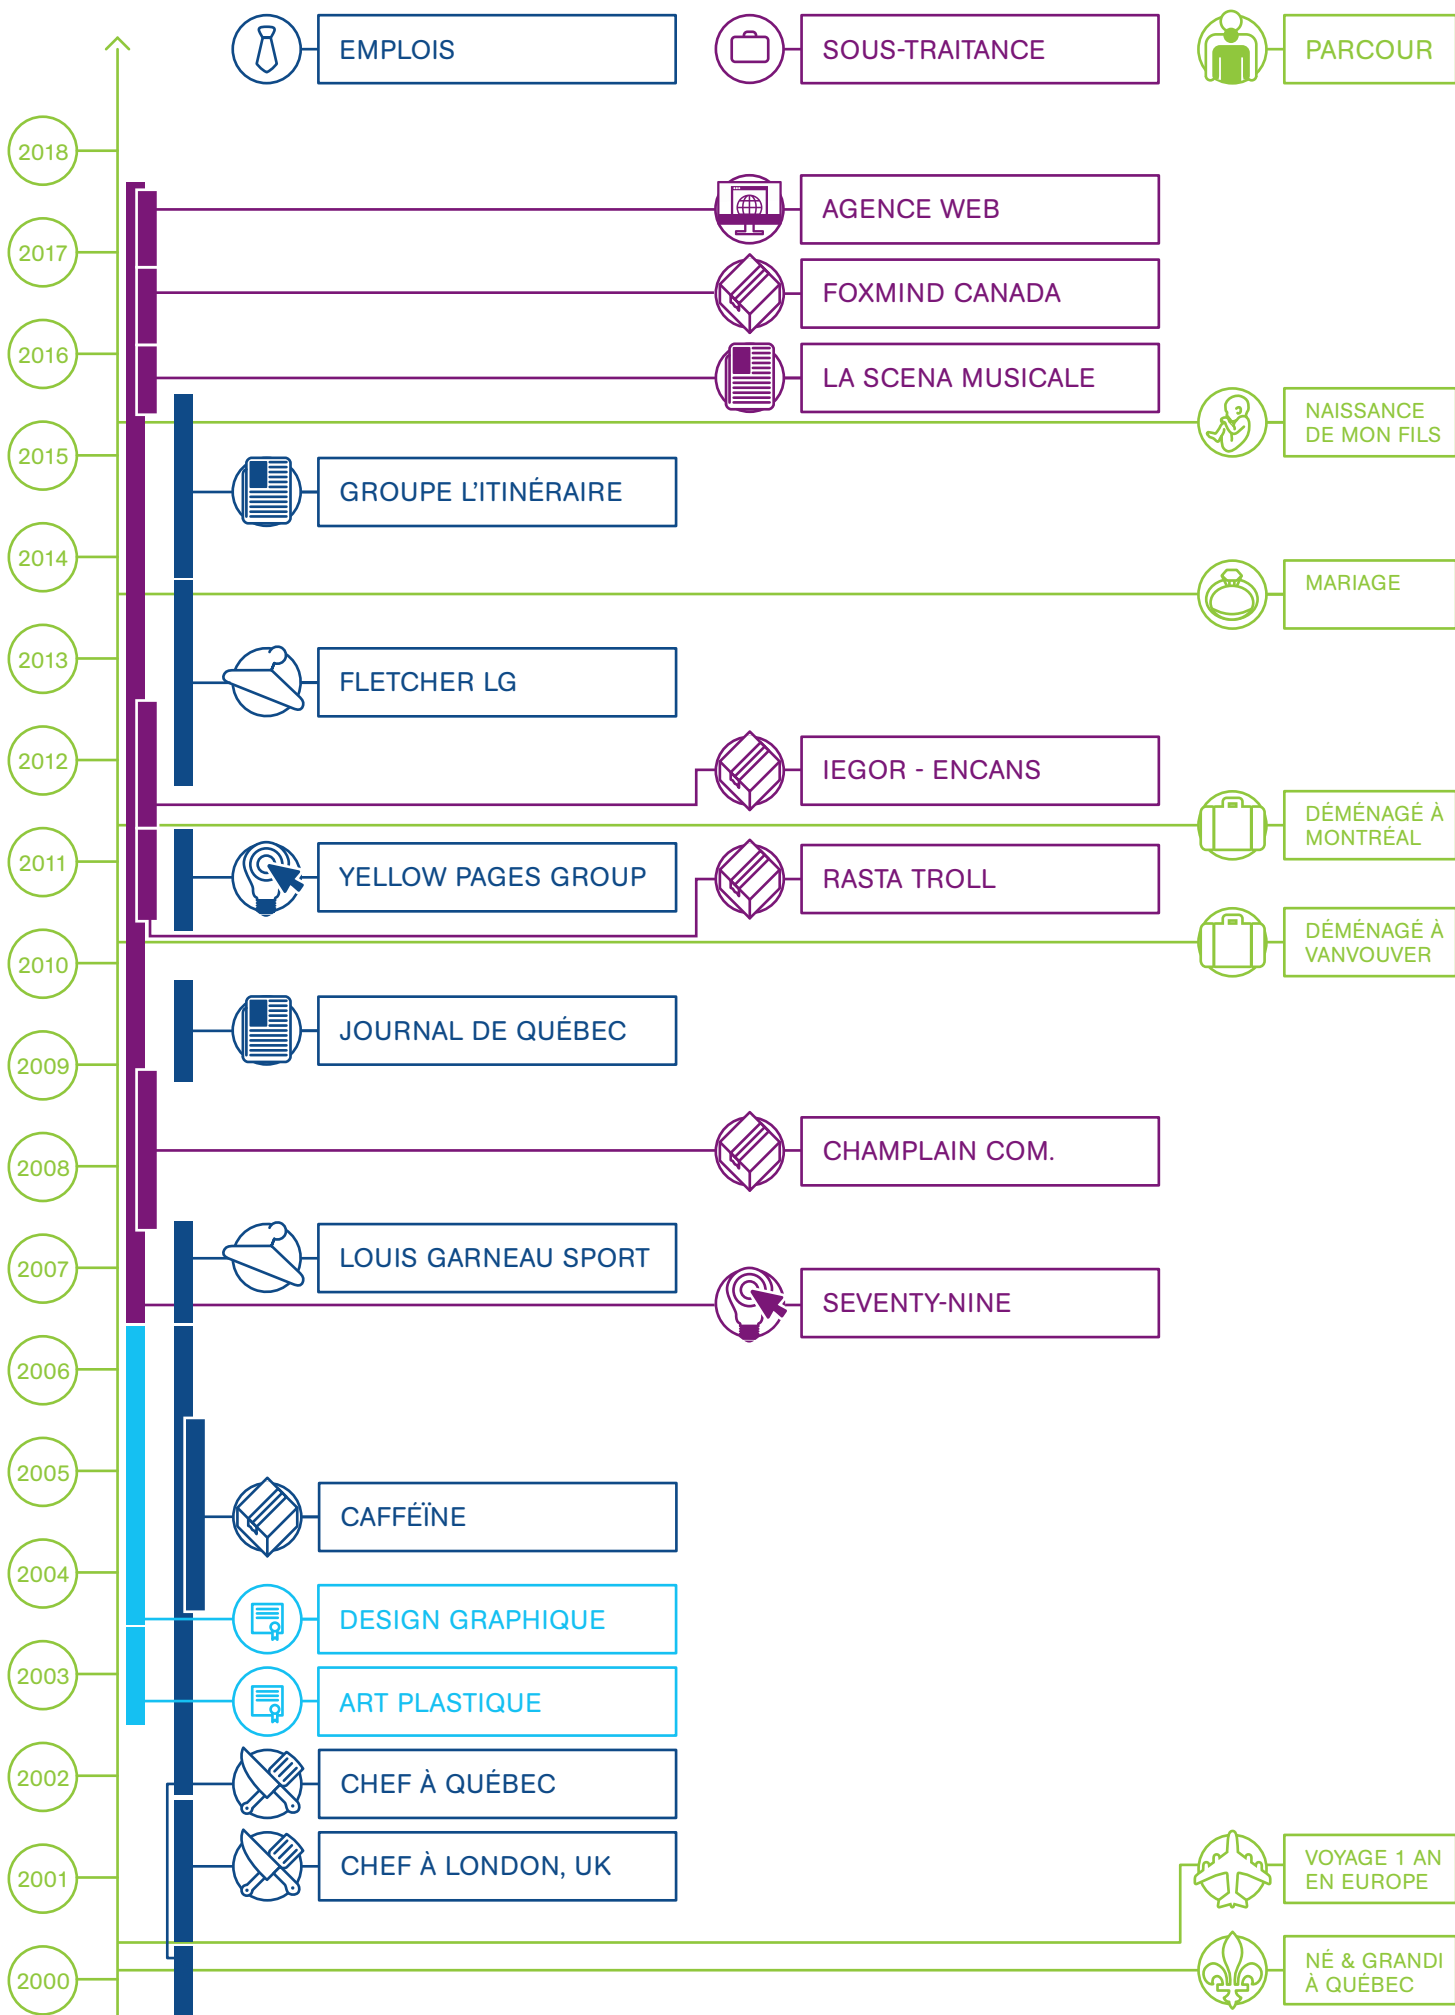 EMPLOIS
SOUS-TRAITANCE
PARCOUR
2018
AGENCE WEB
2017
FOXMIND CANADA
2016
LA SCENA MUSICALE
NAISSANCE
DE MON FILS
2015
GROUPE L'ITINÉRAIRE
2014
MARIAGE
2013
FLETCHER LG
2012
IEGOR - ENCANS
DÉMÉNAGÉ À
MONTRÉAL
2011
YELLOW PAGES GROUP
RASTA TROLL
DÉMÉNAGÉ À
VANVOUVER
2010
JOURNAL DE QUÉBEC
2009
CHAMPLAIN COM.
2008
LOUIS GARNEAU SPORT
2007
SEVENTY-NINE
2006
2005
CAFFÉÏNE
2004
DESIGN GRAPHIQUE
2003
ART PLASTIQUE
2002
CHEF À QUÉBEC
CHEF À LONDON, UK
2001
VOYAGE 1 AN
EN EUROPE
2000
NÉ & GRANDI
À QUÉBEC